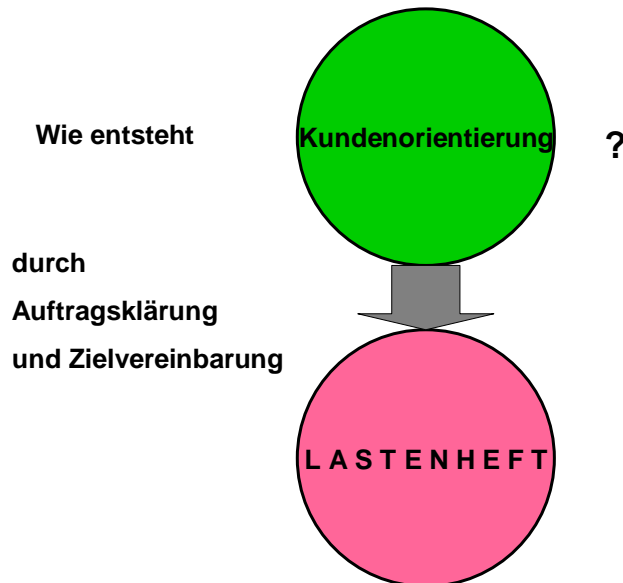 Wie entsteht Kundenorientierung ?
durch
Auftragsklärung
und Zielvereinbarung
L A S T E N H E F T